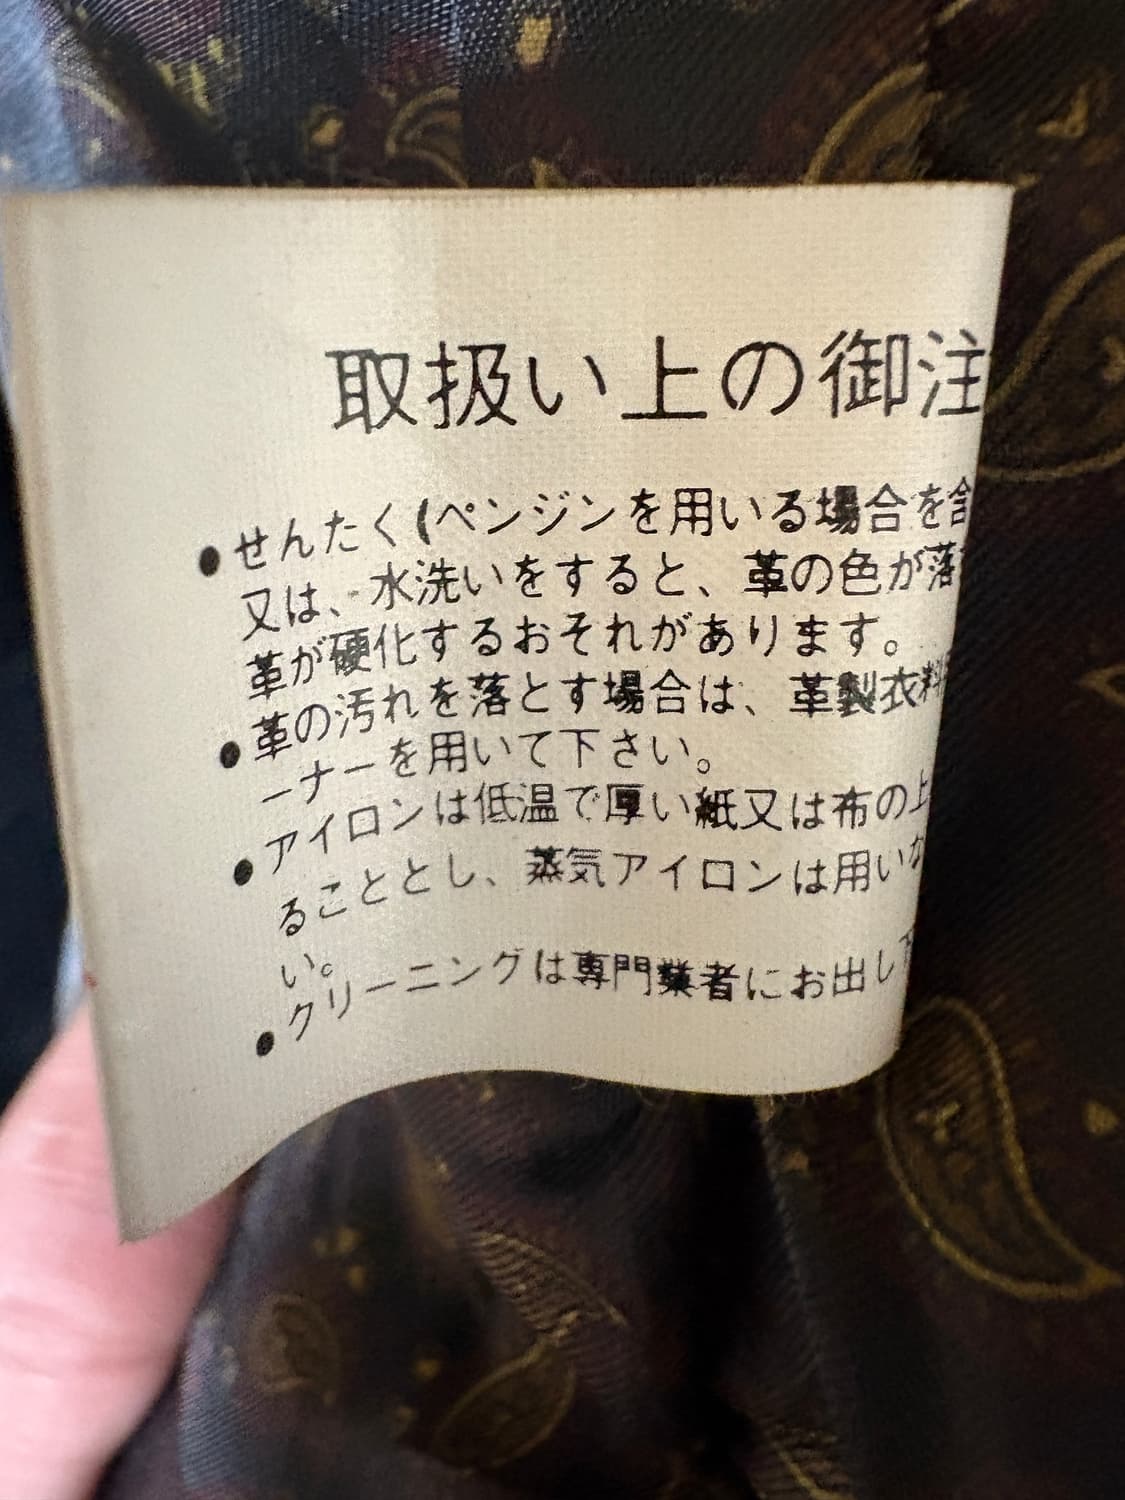 取扱い上の御注
● せんたく(ペンジンを用いる場合を含
又は、水洗いをすると、革の色が落
革が硬化するおそれがあります。
● 革の汚れを落とす場合は、革製衣料
ーナーを用いて下さい。
● アイロンは低温で厚い紙又は布の上
ることとし、蒸気アイロンは用いな
い。
● クリーニングは専門業者にお出し下